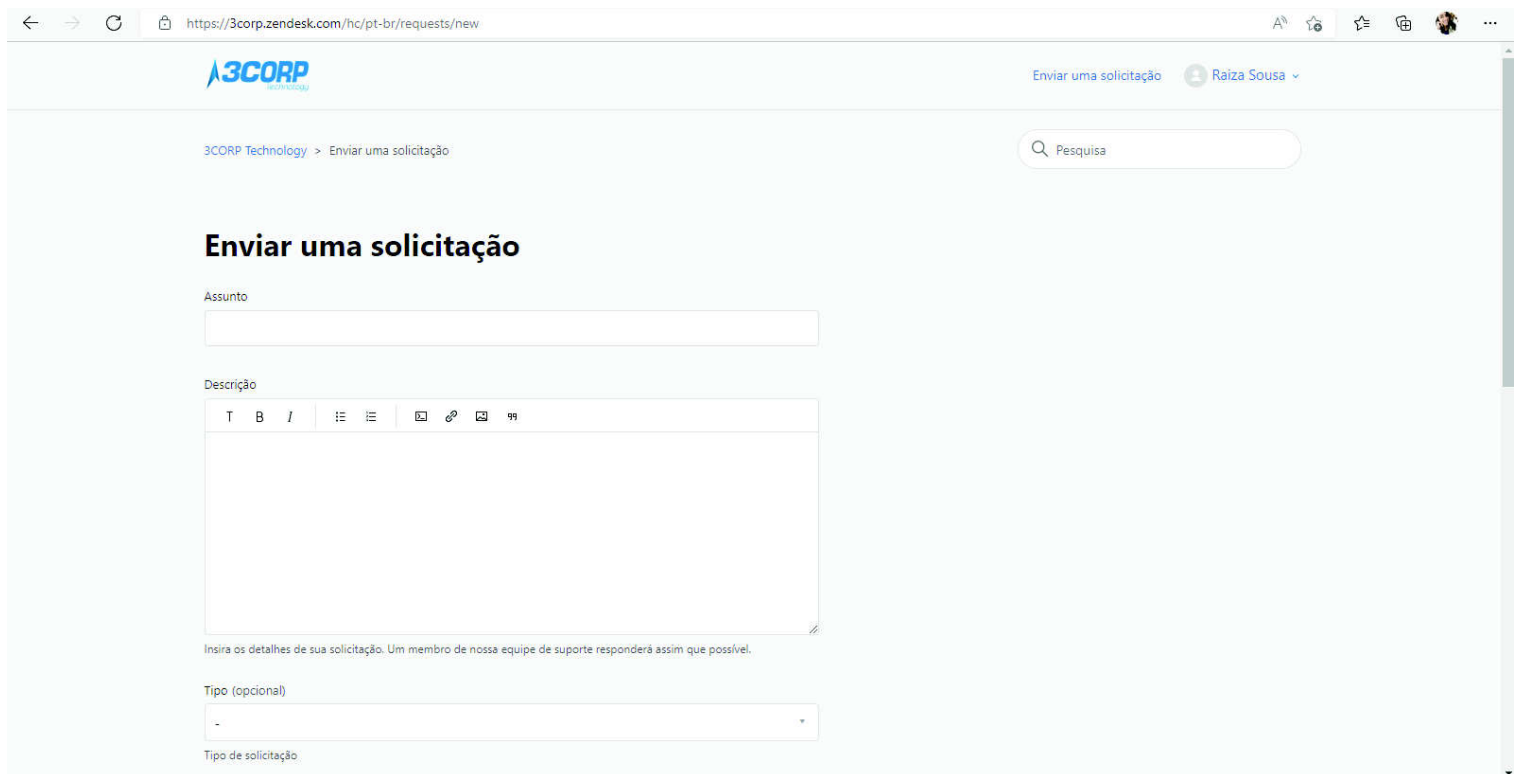 https://3corp.zendesk.com/hc/pt-br/requests/new
3CORP
Technology
Enviar uma solicitação
Raiza Sousa
3CORP Technology > Enviar uma solicitação
Pesquisa
Enviar uma solicitação
Assunto
Descrição
T B I
Insira os detalhes de sua solicitação. Um membro de nossa equipe de suporte responderá assim que possível.
Tipo (opcional)
-
Tipo de solicitação